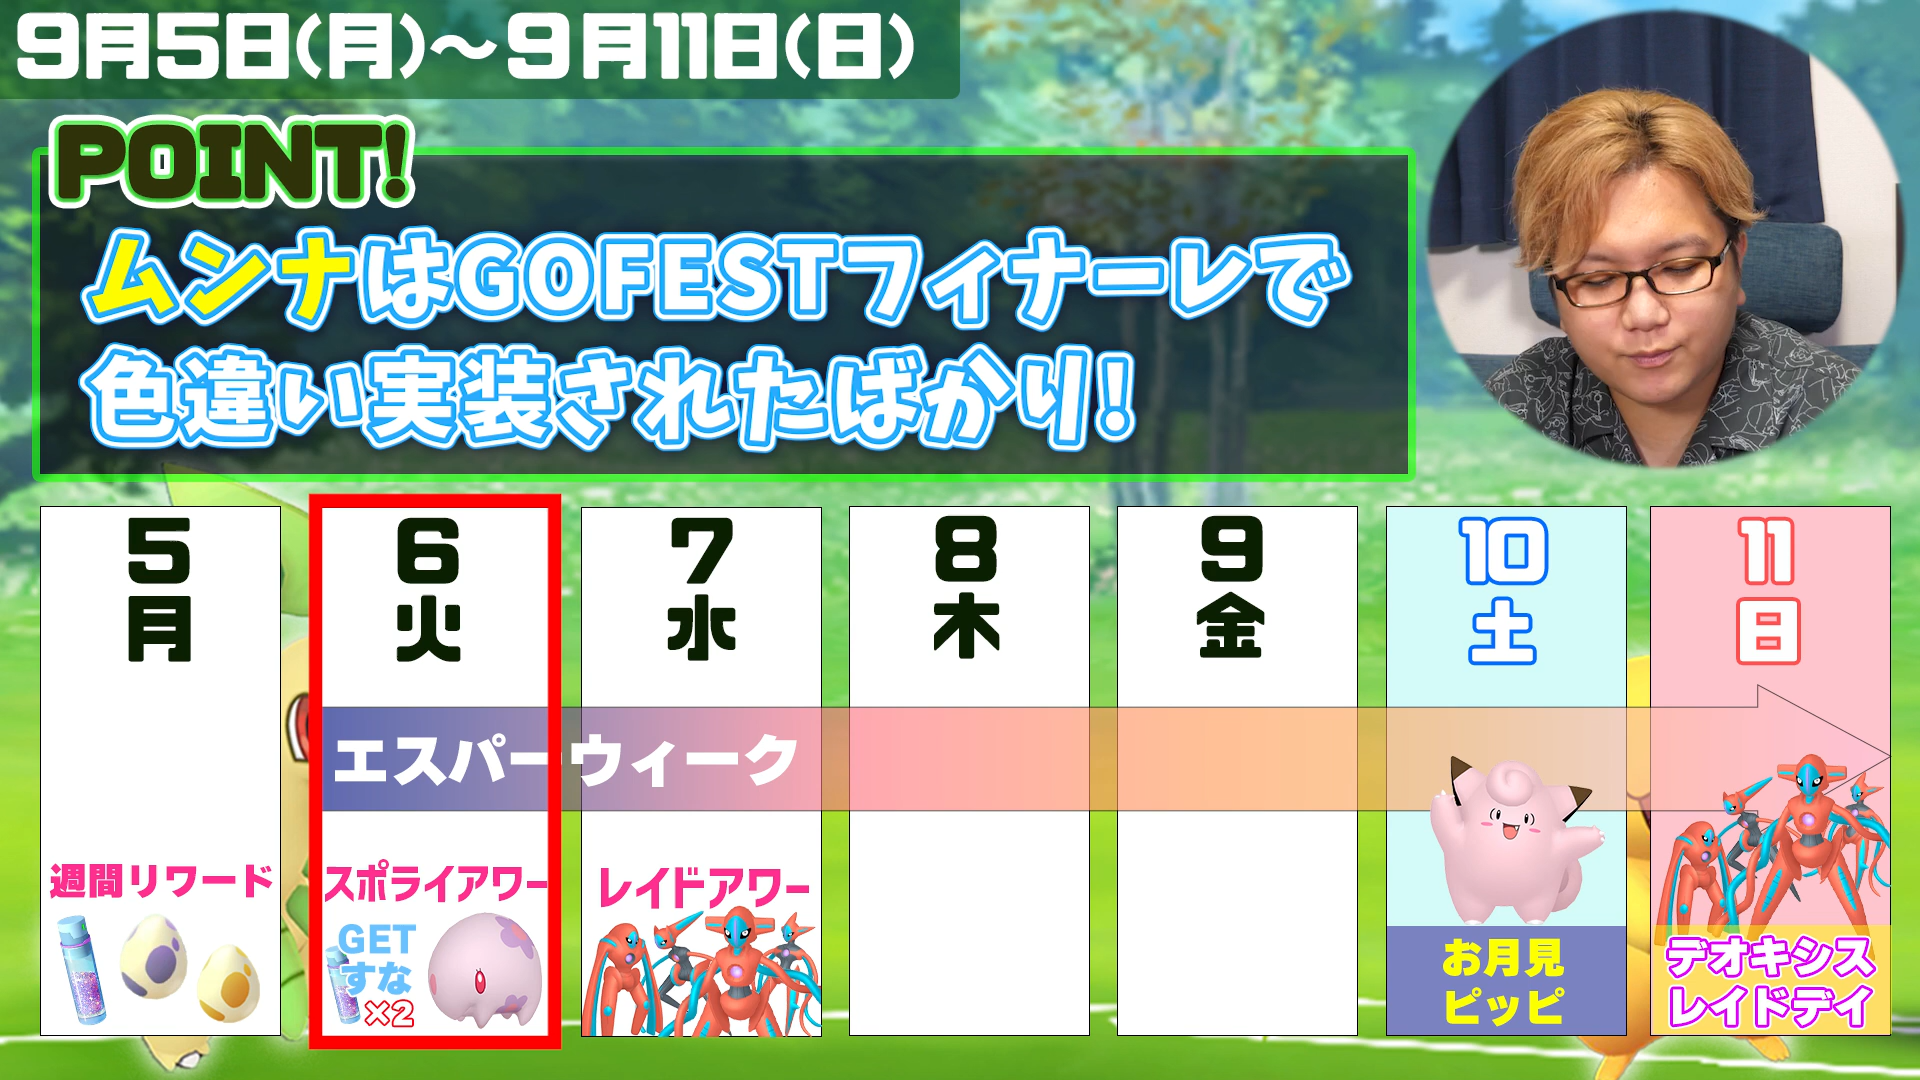 9月5日(月)～9月11日(日)
POINT!
ムンナはGOFESTフィナーレで
色違い実装されたばかり!
5
月
6
火
7
水
8
木
9
金
10
土
11
日
エスパーウィーク
週間リワード
スポライアワー
GET
すな
×2
レイドアワー
お月見
ピッピ
デオキシス
レイドデイ